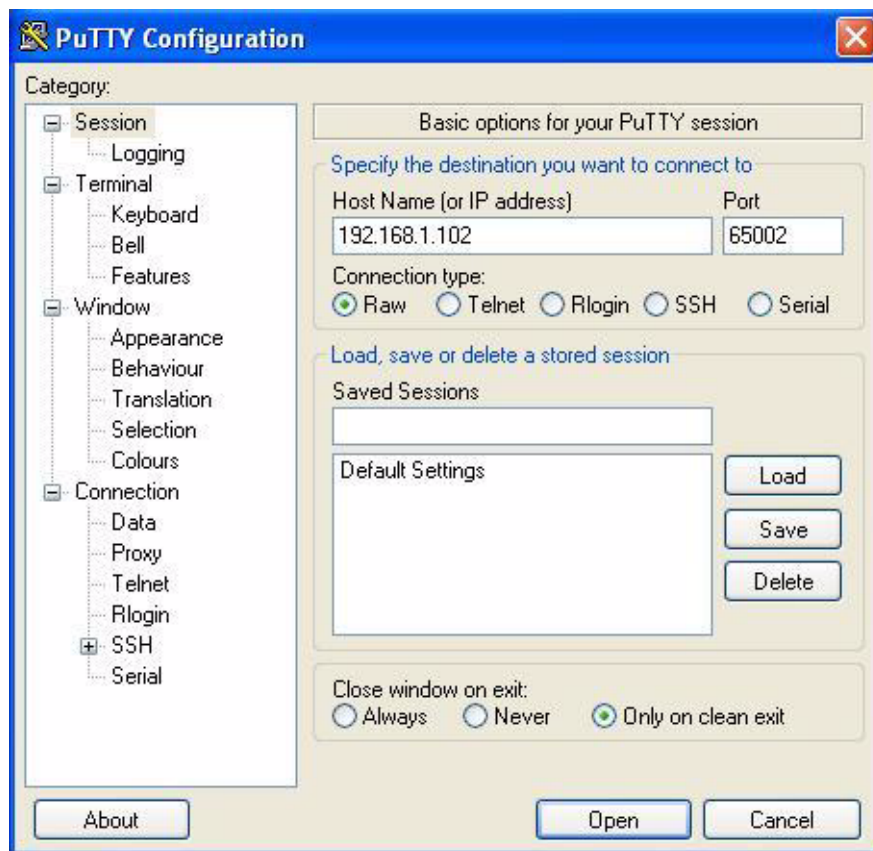 PuTTY Configuration
Category:
Session
Logging
Terminal
Keyboard
Bell
Features
Window
Appearance
Behaviour
Translation
Selection
Colours
Connection
Data
Proxy
Telnet
Rlogin
SSH
Serial
Basic options for your PuTTY session
Specify the destination you want to connect to
Host Name (or IP address) Port
192.168.1.102 65002
Connection type:
Raw Telnet Rlogin SSH Serial
Load, save or delete a stored session
Saved Sessions
Default Settings
Load
Save
Delete
Close window on exit:
Always Never Only on clean exit
About Open Cancel